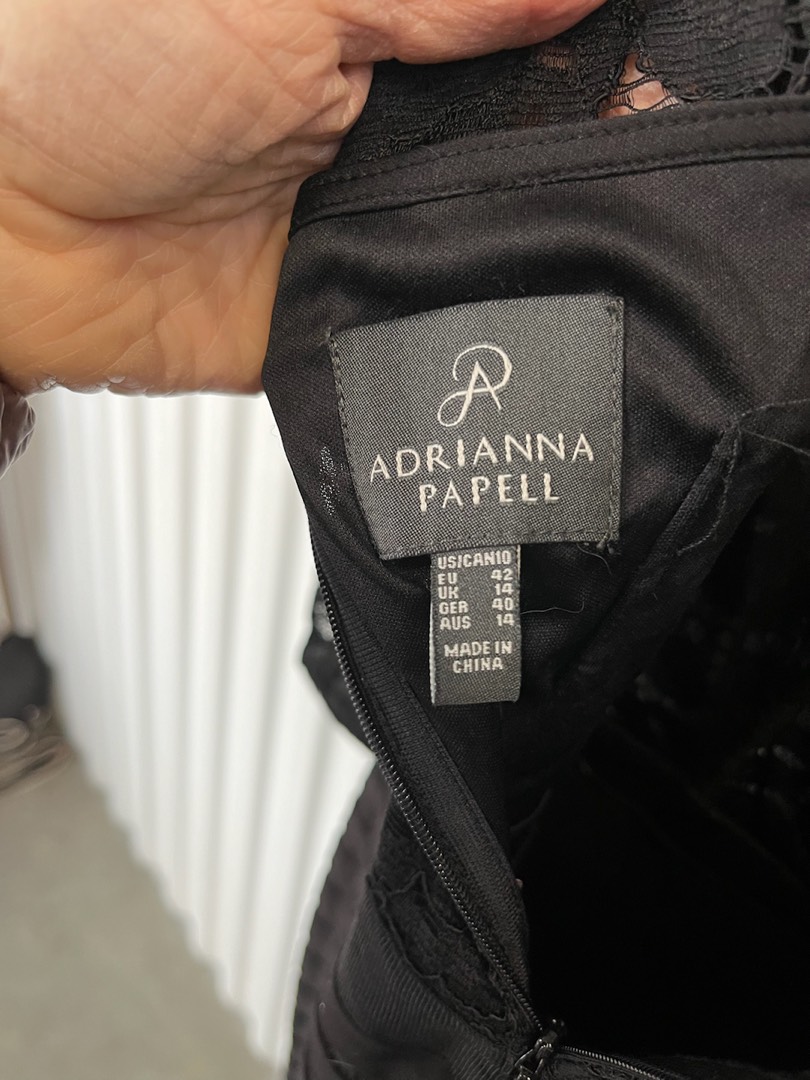 AP
ADRIANNA
PAPELL
US/CAN10
EU 42
UK 14
GER 40
AUS 14
MADE IN
CHINA